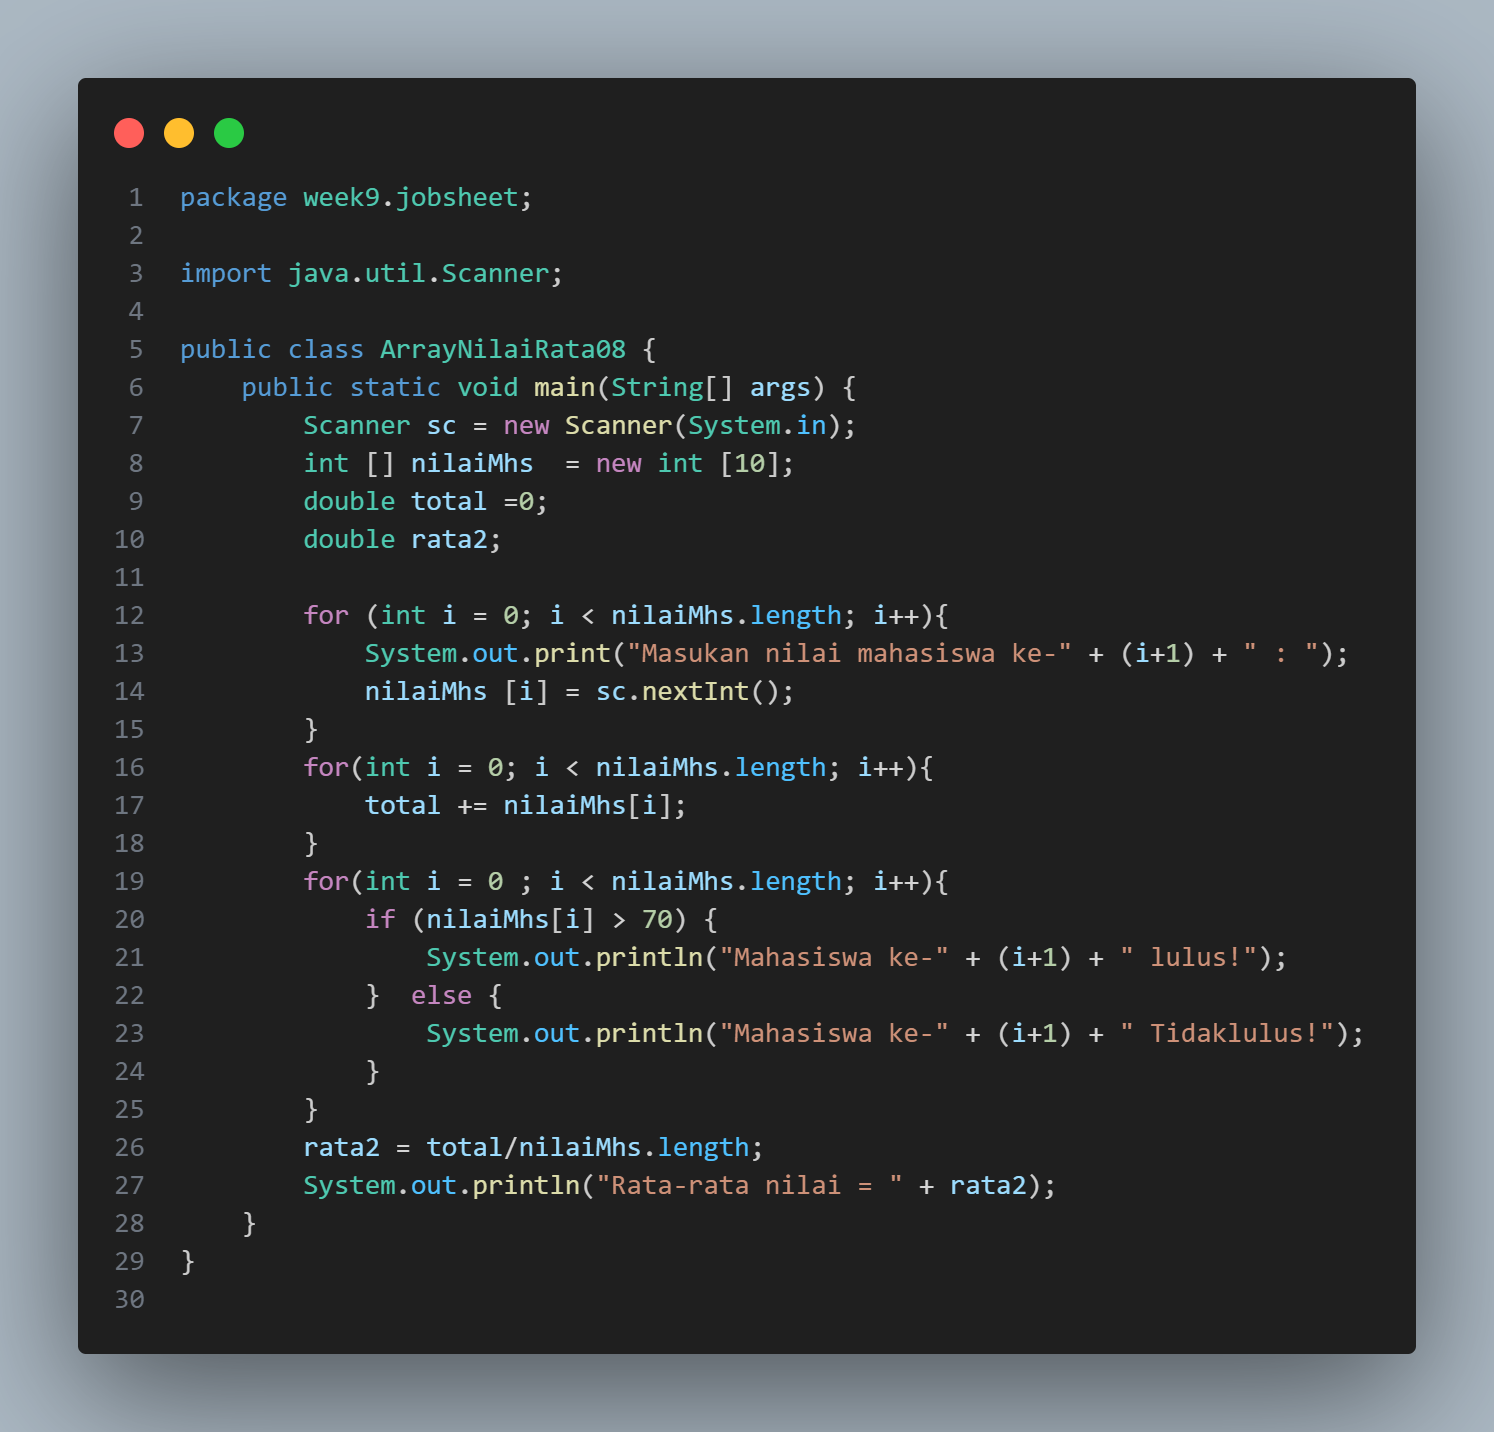 1 package week9.jobsheet;
2
3 import java.util.Scanner;
4
5 public class ArrayNilaiRata08 {
6     public static void main(String[] args) {
7         Scanner sc = new Scanner(System.in);
8         int [] nilaiMhs  = new int [10];
9         double total =0;
10         double rata2;
11
12         for (int i = 0; i < nilaiMhs.length; i++){
13             System.out.print("Masukan nilai mahasiswa ke-" + (i+1) + " : ");
14             nilaiMhs [i] = sc.nextInt();
15         }
16         for(int i = 0; i < nilaiMhs.length; i++){
17             total += nilaiMhs[i];
18         }
19         for(int i = 0 ; i < nilaiMhs.length; i++){
20             if (nilaiMhs[i] > 70) {
21                 System.out.println("Mahasiswa ke-" + (i+1) + " lulus!");
22             }  else {
23                 System.out.println("Mahasiswa ke-" + (i+1) + " Tidaklulus!");
24             }
25         }
26         rata2 = total/nilaiMhs.length;
27         System.out.println("Rata-rata nilai = " + rata2);
28     }
29 }
30